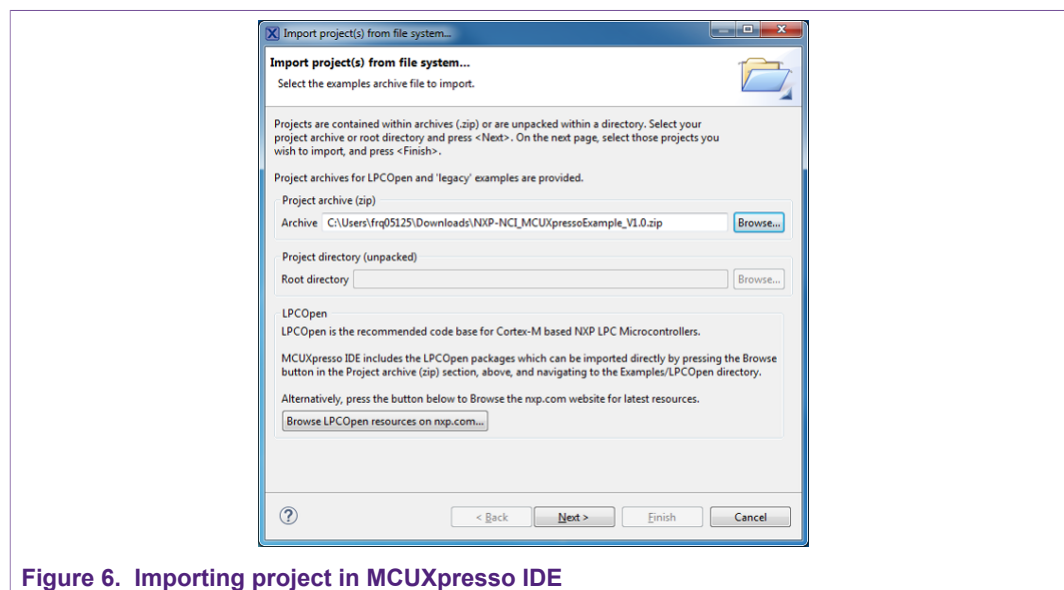 Import project(s) from file system...
Import project(s) from file system...
Select the examples archive file to import.
Projects are contained within archives (.zip) or are unpacked within a directory. Select your
project archive or root directory and press <Next>. On the next page, select those projects you
wish to import, and press <Finish>.
Project archives for LPCOpen and 'legacy' examples are provided.
Project archive (zip)
Archive C:\Users\frq05125\Downloads\NXP-NCI_MCUXpressoExample_V1.0.zip Browse...
Project directory (unpacked)
Root directory Browse...
LPCOpen
LPCOpen is the recommended code base for Cortex-M based NXP LPC Microcontrollers.
MCUXpresso IDE includes the LPCOpen packages which can be imported directly by pressing the Browse
button in the Project archive (zip) section, above, and navigating to the Examples/LPCOpen directory.
Alternatively, press the button below to Browse the nxp.com website for latest resources.
Browse LPCOpen resources on nxp.com...
? < Back Next > Finish Cancel
Figure 6. Importing project in MCUXpresso IDE